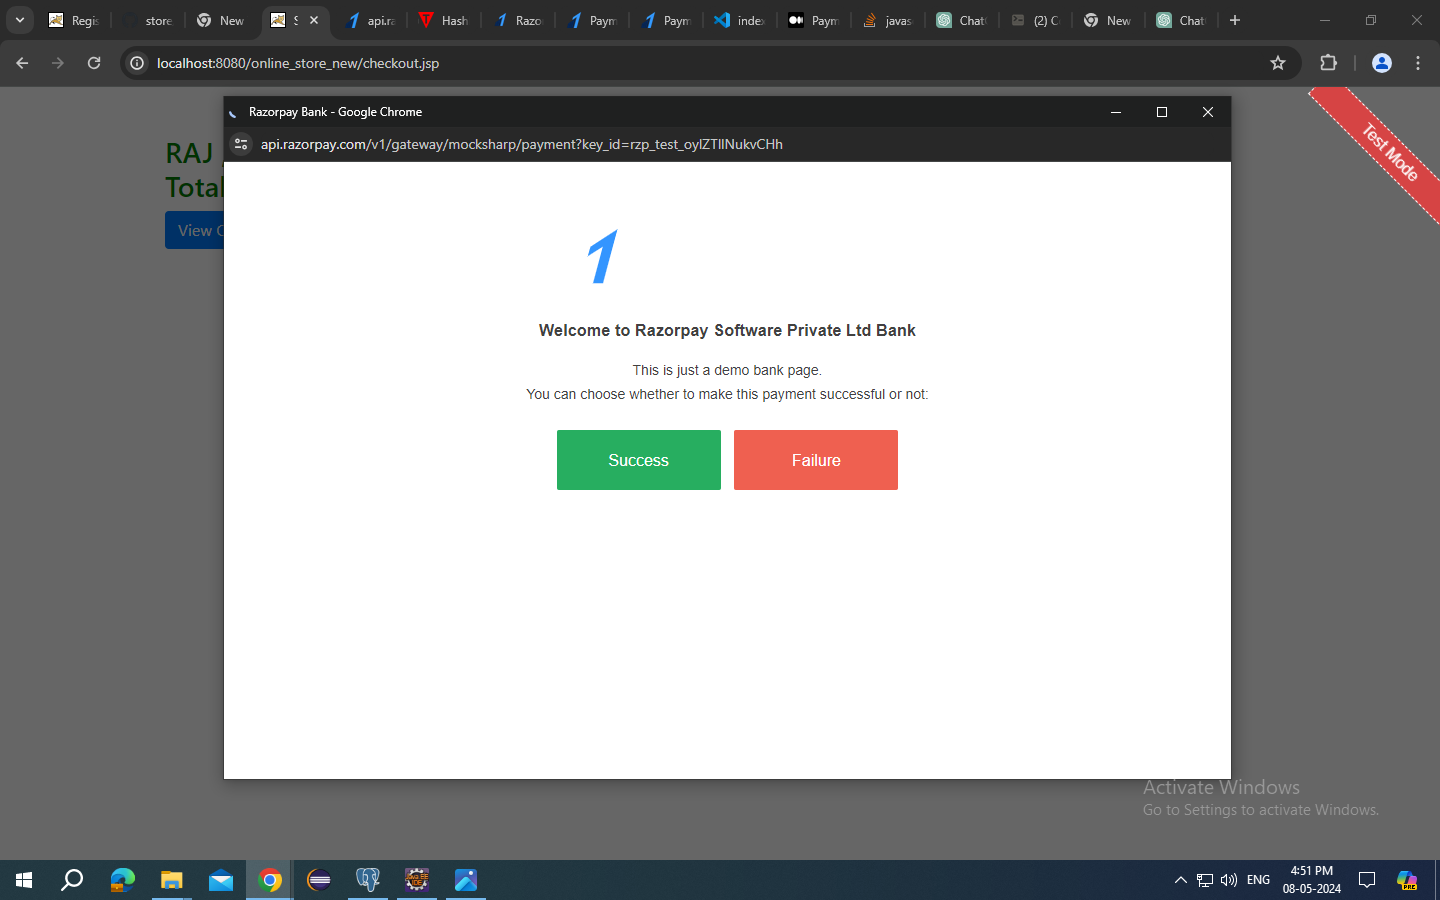 Regis
store
New
S
api.ra
Hash
Razo
Paym
Paym
index
Paym
javas
Chat
(2) C
New
Chat
localhost:8080/online_store_new/checkout.jsp
Razorpay Bank - Google Chrome
api.razorpay.com/v1/gateway/mocksharp/payment?key_id=rzp_test_oylZTllNukvCHh
Test Mode
RAJ
Total
View C
Welcome to Razorpay Software Private Ltd Bank
This is just a demo bank page.
You can choose whether to make this payment successful or not:
Success
Failure
Activate Windows
Go to Settings to activate Windows.
ENG
4:51 PM
08-05-2024
PRE